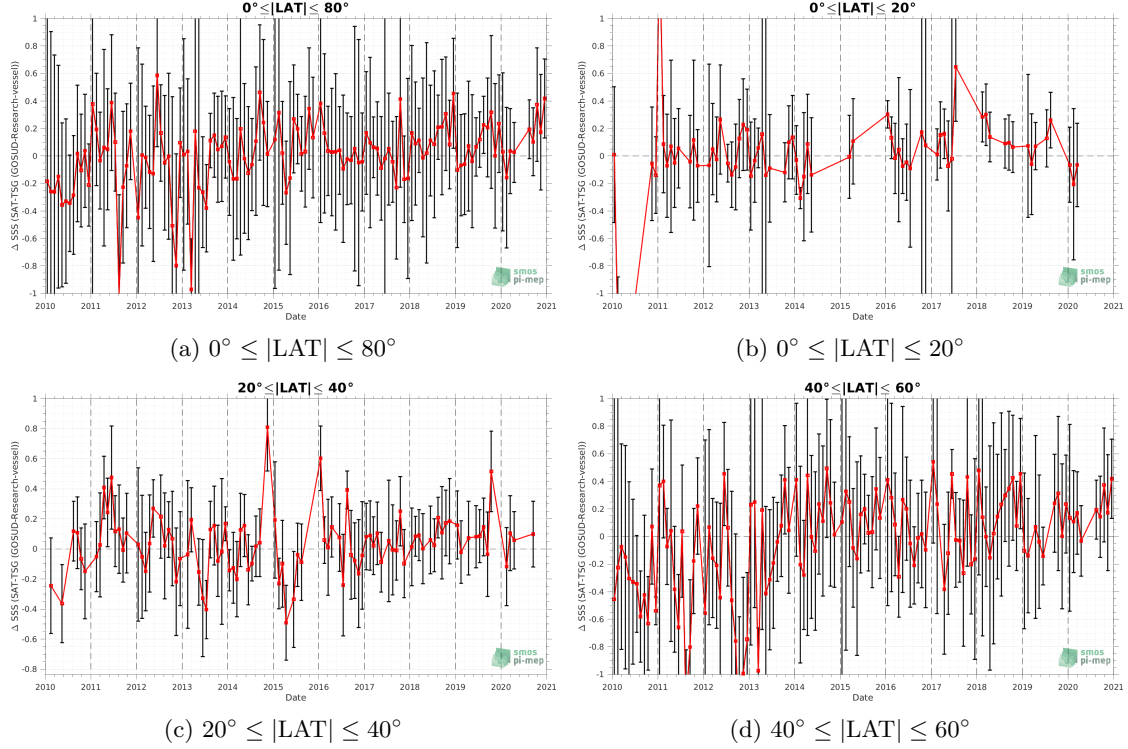 0°≤|LAT|≤ 80°
Δ SSS (SAT-TSG (GOSUD-Research-vessel))
1
0.8
0.6
0.4
0.2
0
-0.2
-0.4
-0.6
-0.8
-1
smos
pi-mep
2010 2011 2012 2013 2014 2015 2016 2017 2018 2019 2020 2021
Date
(a) 0° ≤ |LAT| ≤ 80°
0°≤|LAT|≤ 20°
Δ SSS (SAT-TSG (GOSUD-Research-vessel))
1
0.8
0.6
0.4
0.2
0
-0.2
-0.4
-0.6
-0.8
-1
smos
pi-mep
2010 2011 2012 2013 2014 2015 2016 2017 2018 2019 2020 2021
Date
(b) 0° ≤ |LAT| ≤ 20°
20°≤|LAT|≤ 40°
Δ SSS (SAT-TSG (GOSUD-Research-vessel))
1
0.8
0.6
0.4
0.2
0
-0.2
-0.4
-0.6
-0.8
smos
pi-mep
2010 2011 2012 2013 2014 2015 2016 2017 2018 2019 2020 2021
Date
(c) 20° ≤ |LAT| ≤ 40°
40°≤|LAT|≤ 60°
Δ SSS (SAT-TSG (GOSUD-Research-vessel))
1
0.8
0.6
0.4
0.2
0
-0.2
-0.4
-0.6
-0.8
-1
smos
pi-mep
2010 2011 2012 2013 2014 2015 2016 2017 2018 2019 2020 2021
Date
(d) 40° ≤ |LAT| ≤ 60°